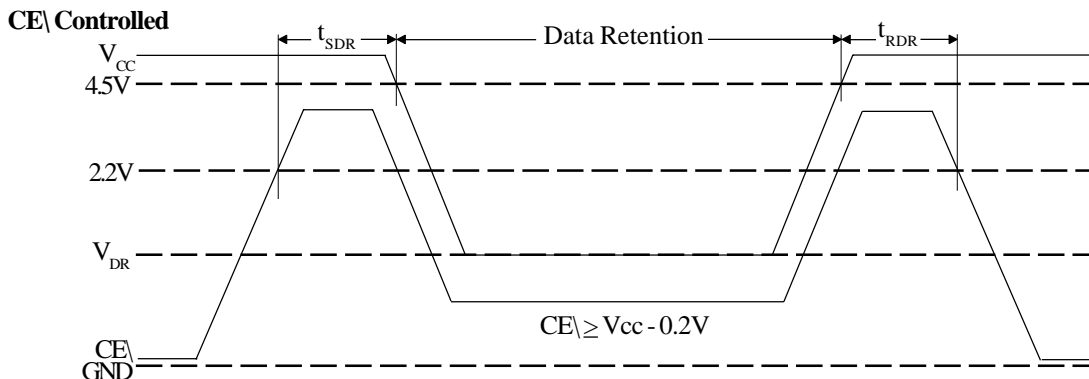 CE\ Controlled
tSDR
Data Retention
tRDR
VCC
4.5V
2.2V
VDR
CE\ ≥ Vcc - 0.2V
CE\
GND